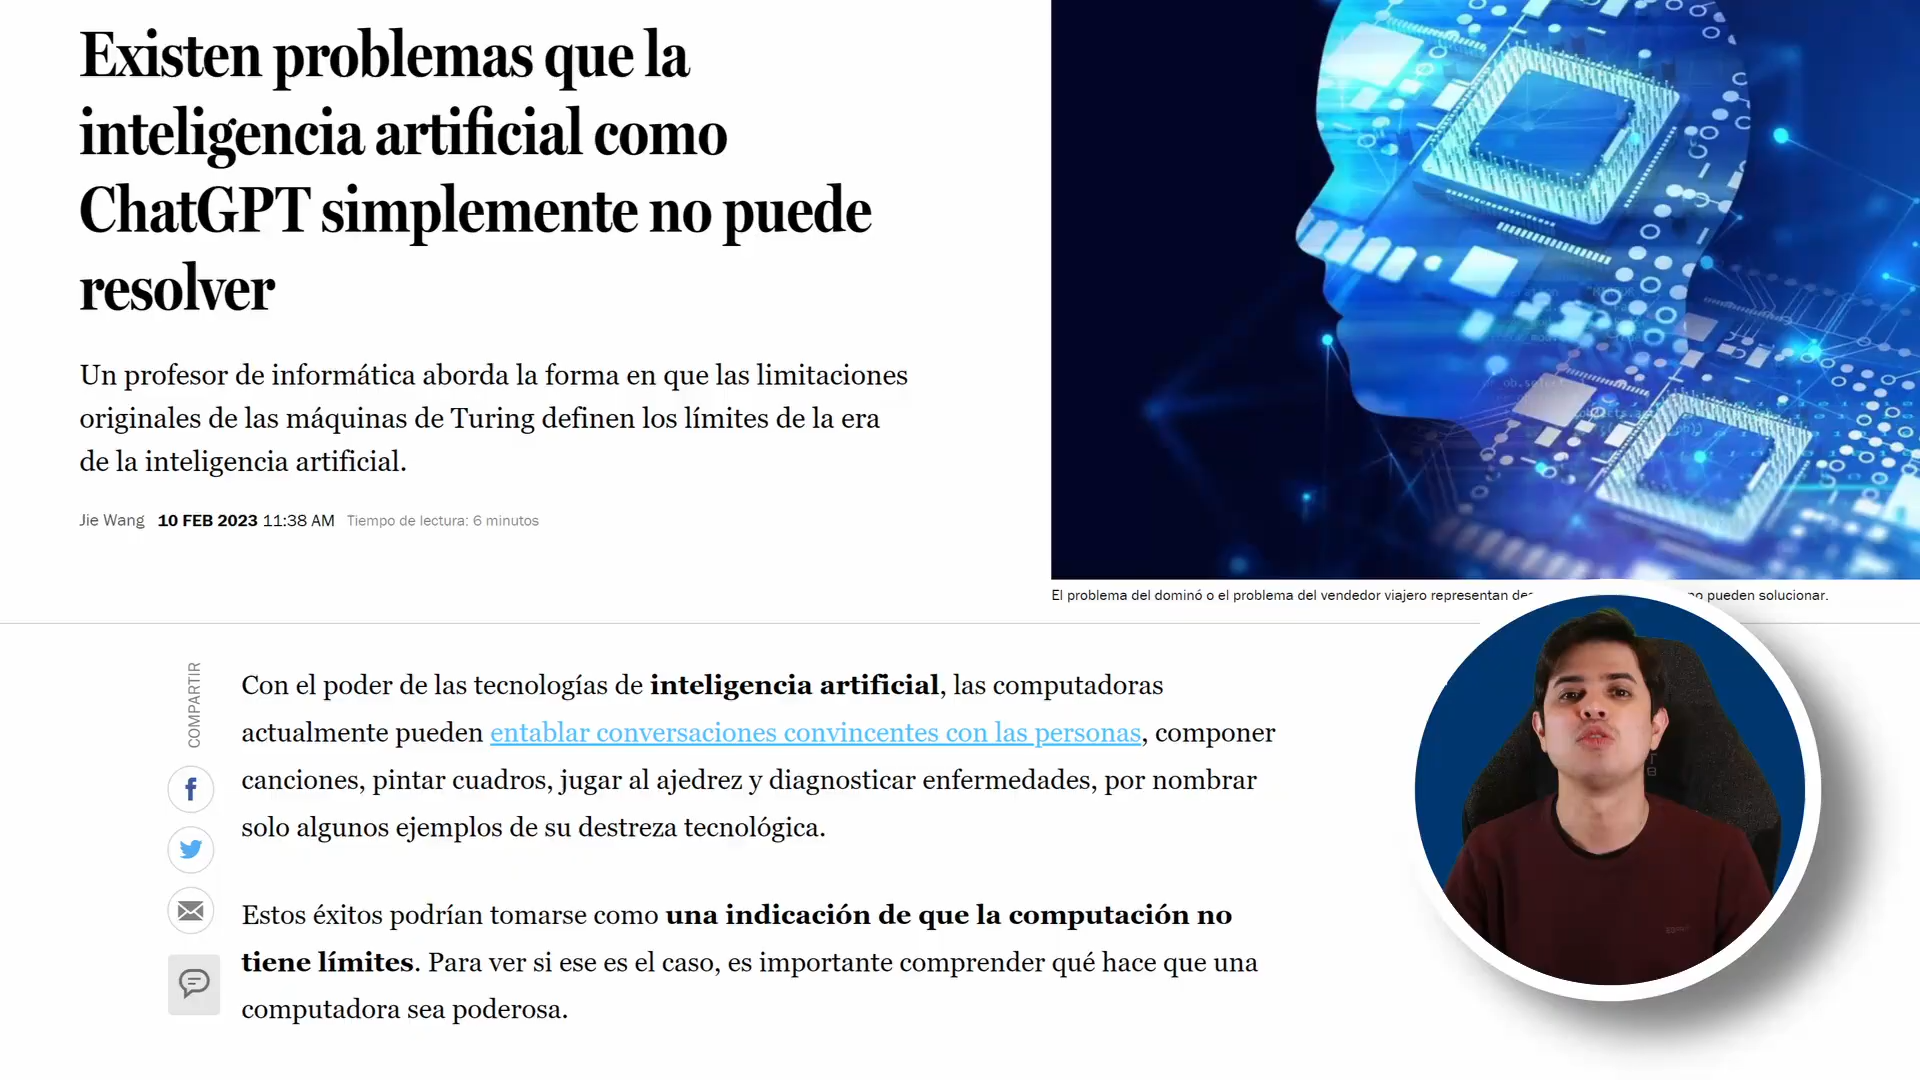 Existen problemas que la
inteligencia artificial como
ChatGPT simplemente no puede
resolver
Un profesor de informática aborda la forma en que las limitaciones
originales de las máquinas de Turing definen los límites de la era
de la inteligencia artificial.
Jie Wang 10 FEB 2023 11:38 AM Tiempo de lectura: 6 minutos
El problema del dominó o el problema del vendedor viajero representan no pueden solucionar.
COMPARTIR
Con el poder de las tecnologías de inteligencia artificial, las computadoras
actualmente pueden entablar conversaciones convincentes con las personas, componer
canciones, pintar cuadros, jugar al ajedrez y diagnosticar enfermedades, por nombrar
solo algunos ejemplos de su destreza tecnológica.
Estos éxitos podrían tomarse como una indicación de que la computación no
tiene límites. Para ver si ese es el caso, es importante comprender qué hace que una
computadora sea poderosa.